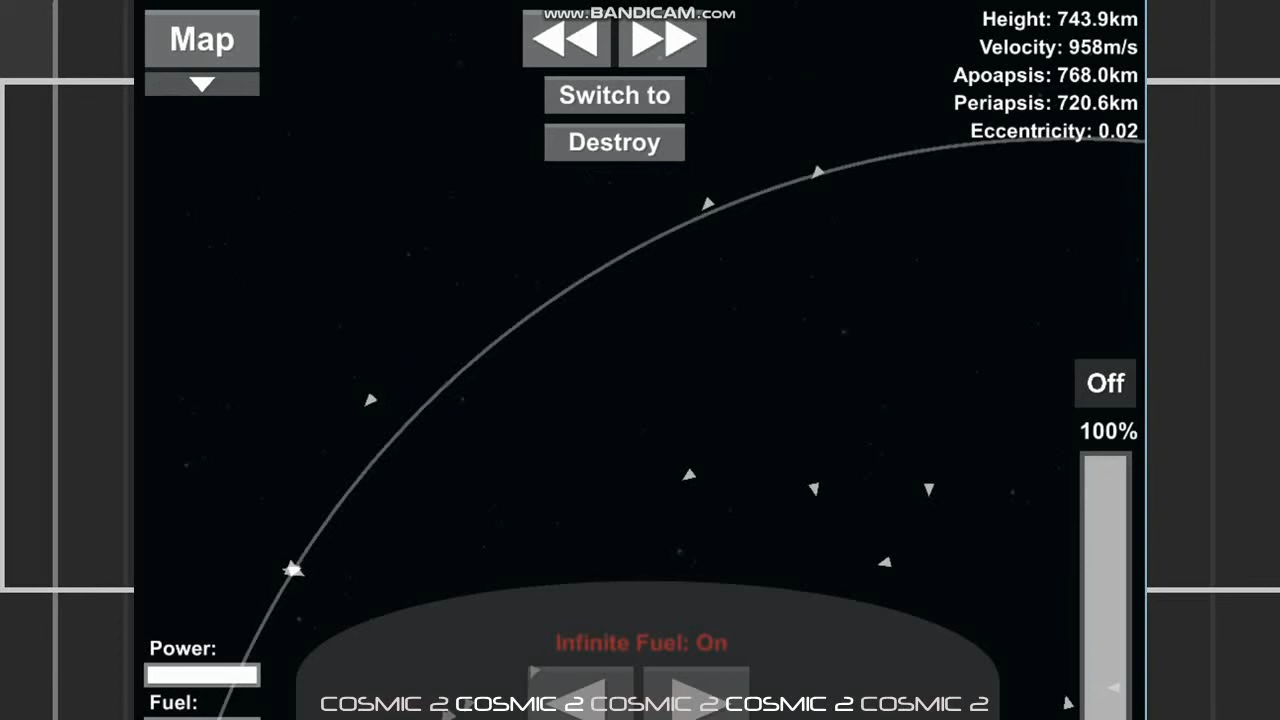 www.BANDICAM.com
Map
Height: 743.9km
Velocity: 958m/s
Apoapsis: 768.0km
Periapsis: 720.6km
Eccentricity: 0.02
Switch to
Destroy
Off
100%
Infinite Fuel: On
Power:
Fuel:
COSMIC 2 COSMIC 2 COSMIC 2 COSMIC 2 COSMIC 2